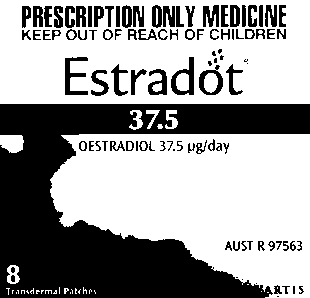 PRESCRIPTION ONLY MEDICINE
KEEP OUT OF REACH OF CHILDREN
Estradot
37.5
OESTRADIOL 37.5 µg/day
AUST R 97563
8
Transdermal Patches